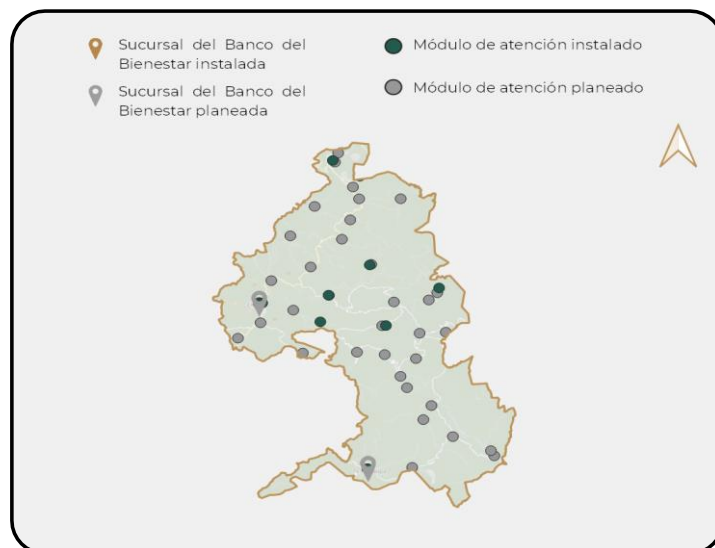 Sucursal del Banco del
Bienestar instalada
Sucursal del Banco del
Bienestar planeada
Módulo de atención instalado
Módulo de atención planeado